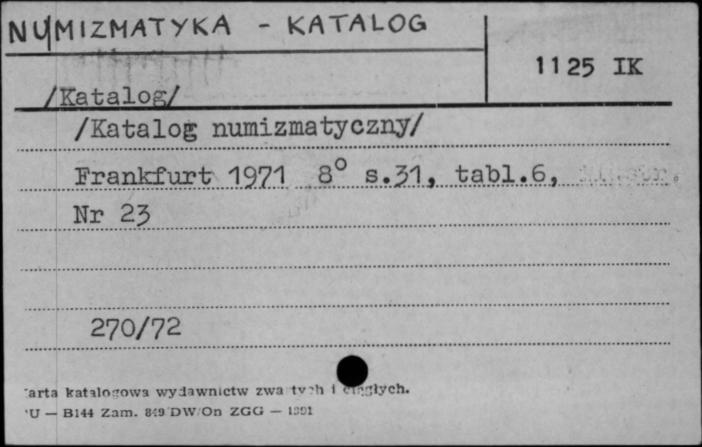 NUMIZMATYKA - KATALOG
1125 IK
/Katalog/
/Katalog numizmatyczny/
Frankfurt 1971 8° s.31, tabl.6,
Nr 23
270/72
arta katalogowa wydawnictw zwartych i ciągłych.
U — B144 Zam. 849 DW/On ZGG —